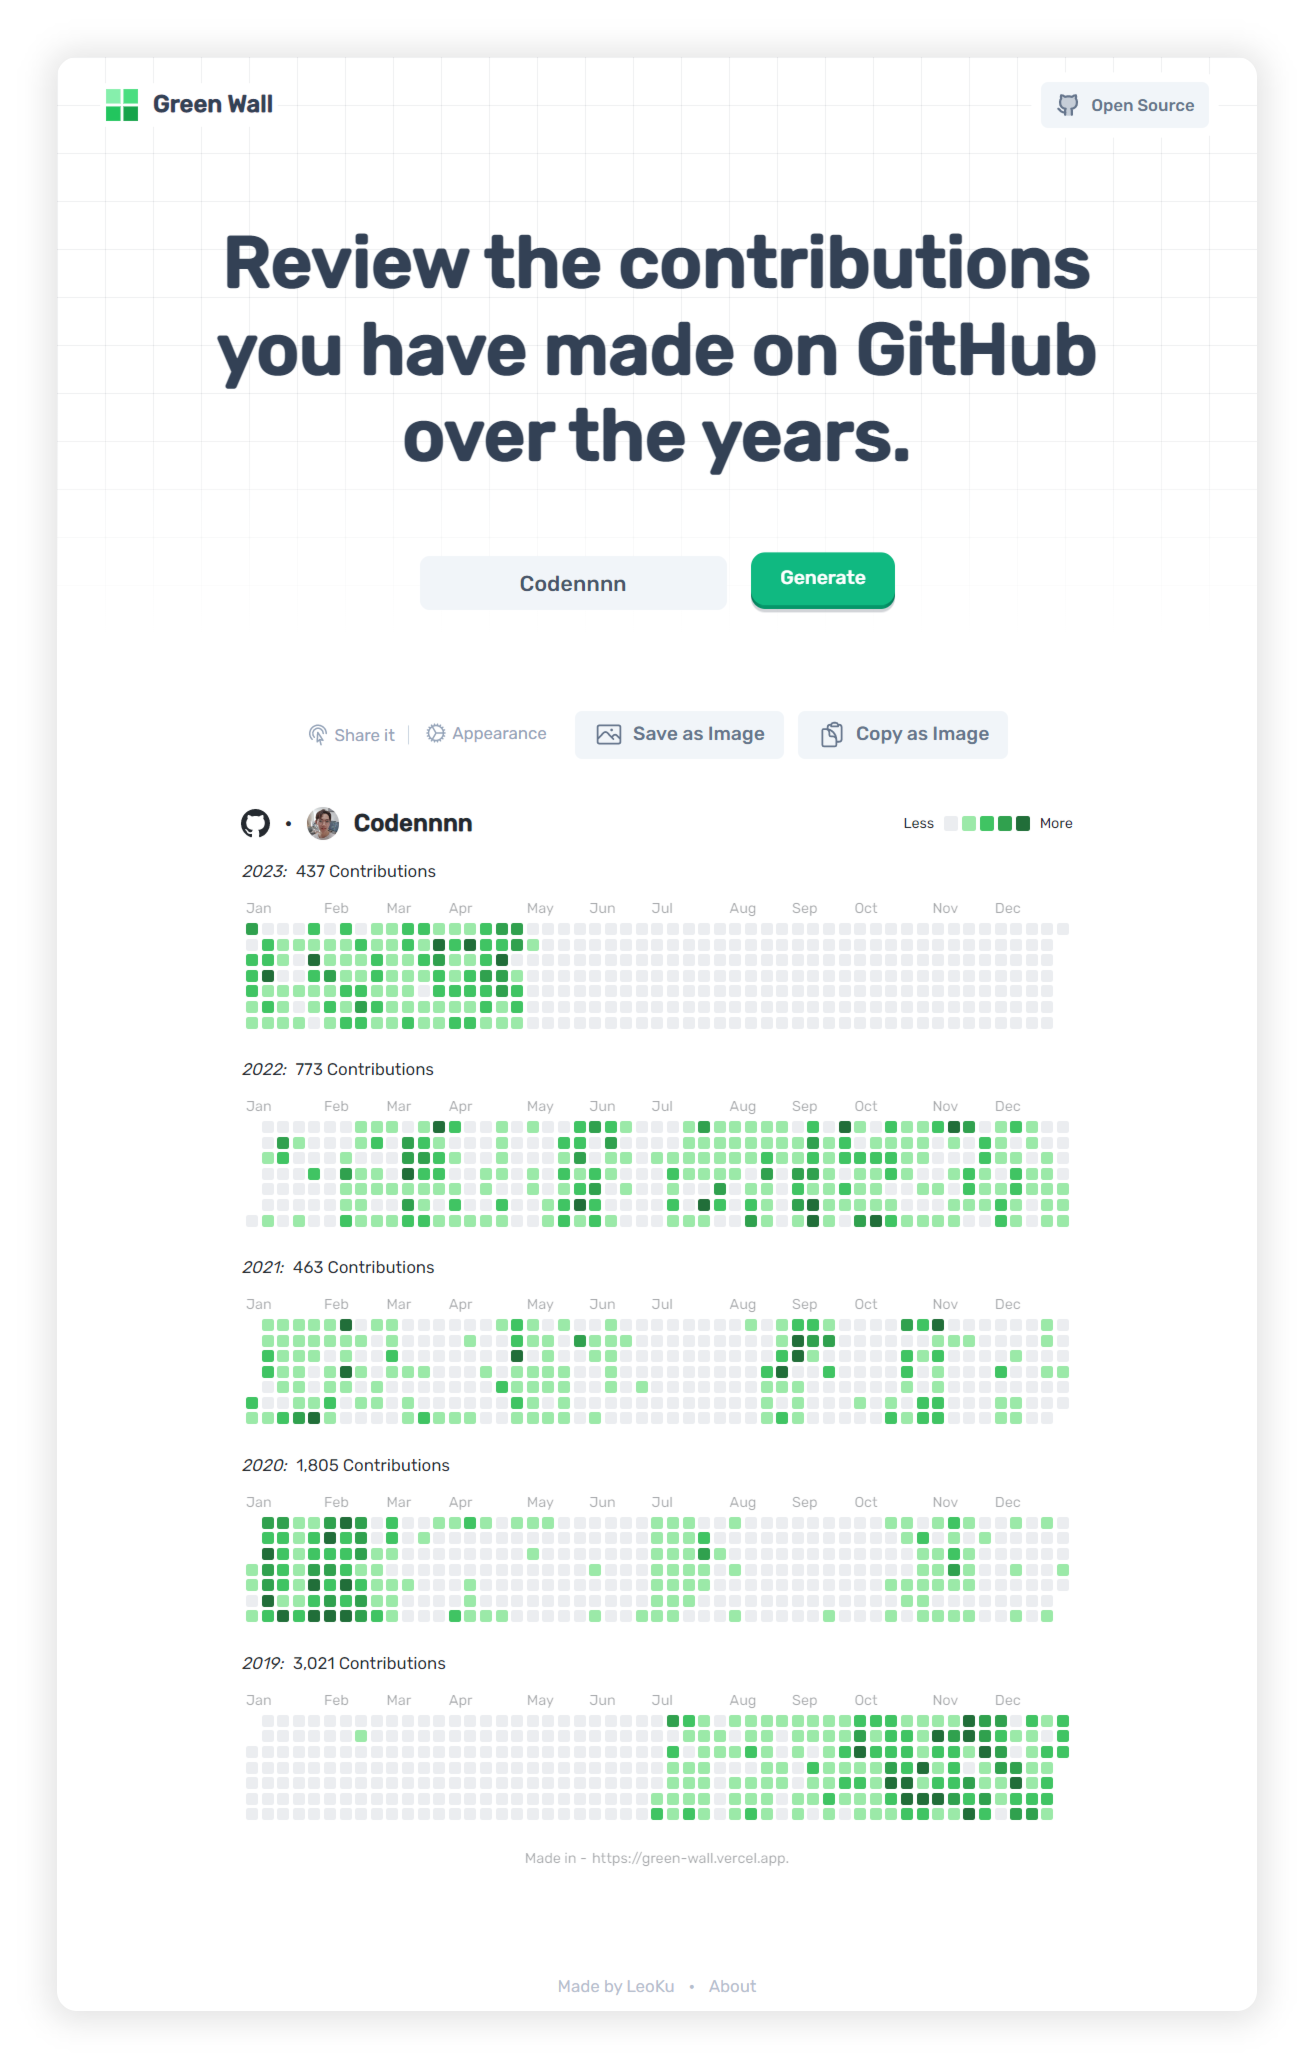 Green Wall
Open Source
Review the contributions
you have made on GitHub
over the years.
Codennnn
Generate
Share it
Appearance
Save as Image
Copy as Image
Codennnn
Less
More
2023: 437 Contributions
Jan Feb Mar Apr May Jun Jul Aug Sep Oct Nov Dec
2022: 773 Contributions
Jan Feb Mar Apr May Jun Jul Aug Sep Oct Nov Dec
2021: 463 Contributions
Jan Feb Mar Apr May Jun Jul Aug Sep Oct Nov Dec
2020: 1,805 Contributions
Jan Feb Mar Apr May Jun Jul Aug Sep Oct Nov Dec
2019: 3,021 Contributions
Jan Feb Mar Apr May Jun Jul Aug Sep Oct Nov Dec
Made in - https://green-wall.vercel.app.
Made by LeoKu • About